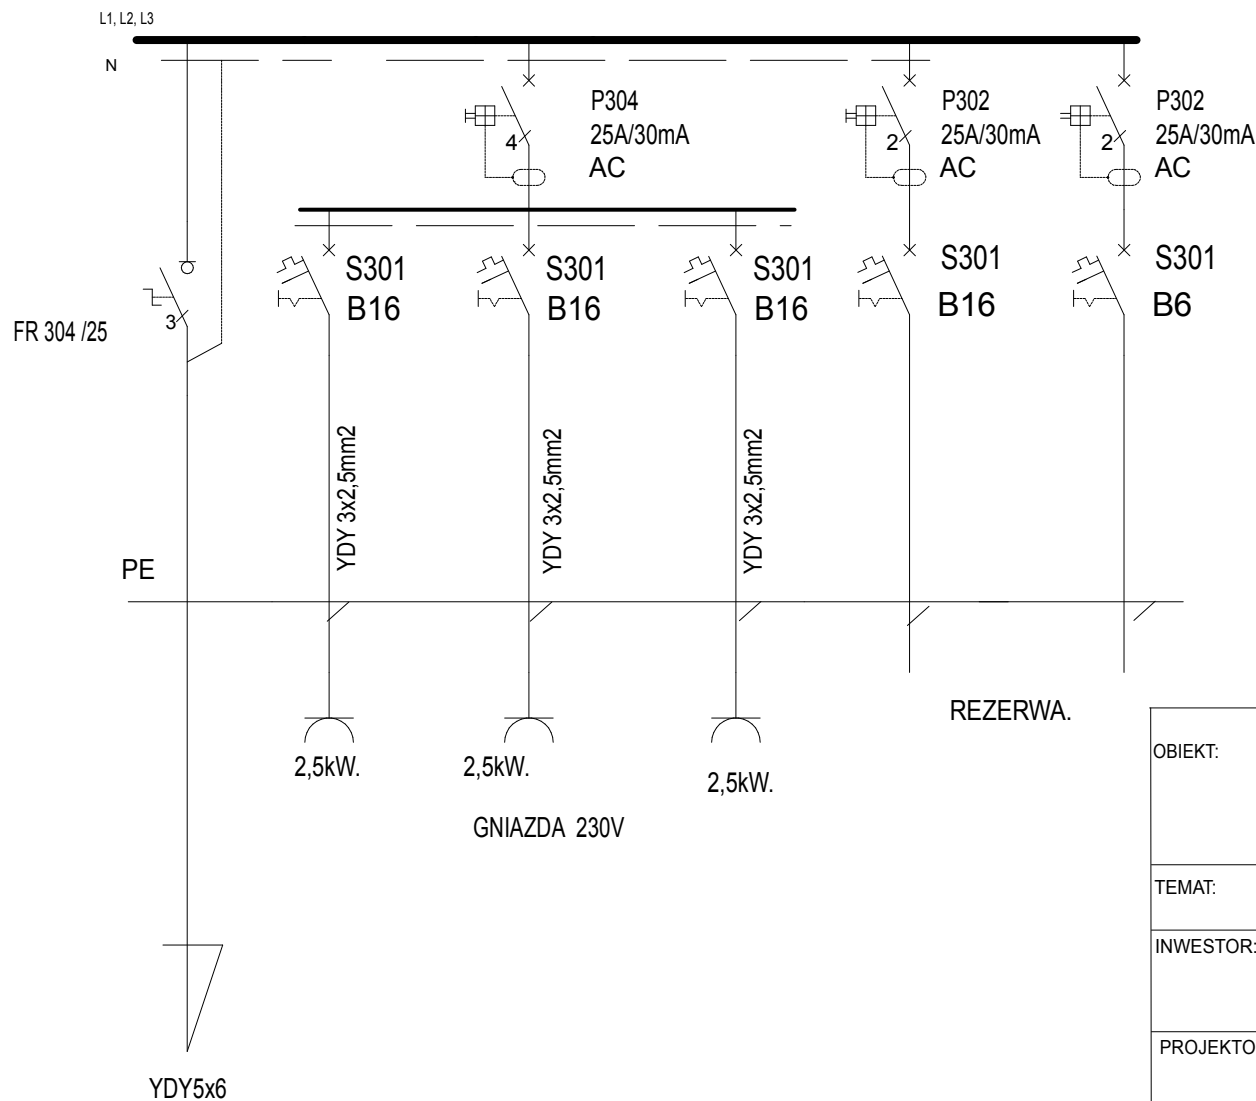 L1, L2, L3
N
P304
25A/30mA
AC
4
P302
25A/30mA
AC
2
P302
25A/30mA
AC
2
FR 304 /25
3
S301
B16
S301
B16
S301
B16
S301
B16
S301
B6
YDY 3x2,5mm2
YDY 3x2,5mm2
YDY 3x2,5mm2
PE
REZERWA.
2,5kW.
2,5kW.
2,5kW.
GNIAZDA 230V
YDY5x6
OBIEKT:
TEMAT:
INWESTOR:
PROJEKTO